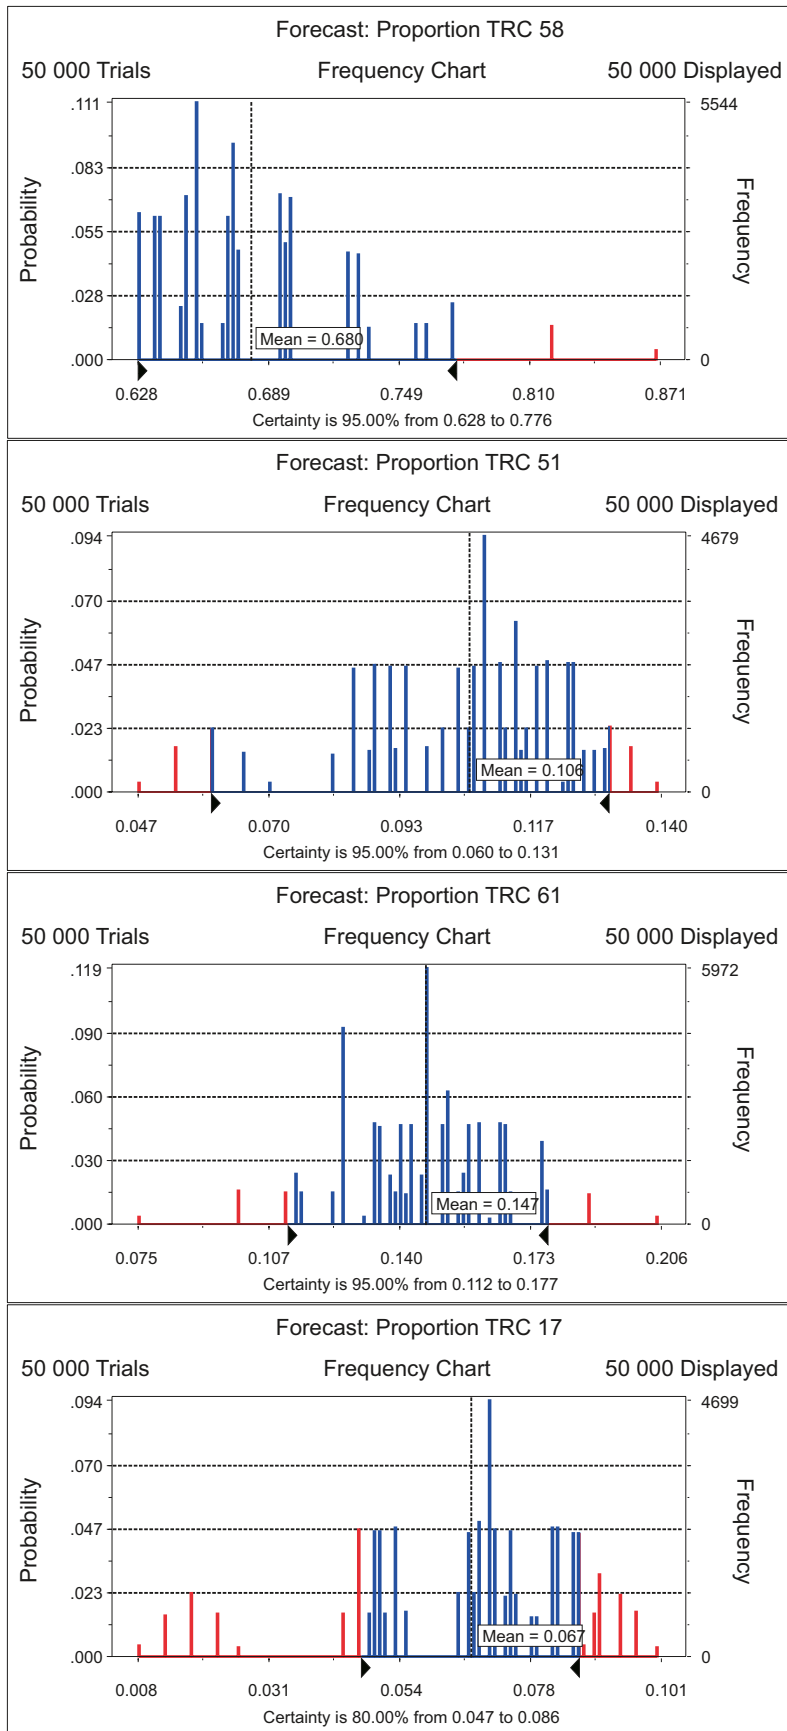 Forecast: Proportion TRC 58
50 000 Trials Frequency Chart 50 000 Displayed
.111 5544
.083
.055
.028
.000 0
Probability
Frequency
Mean = 0.680
0.628 0.689 0.749 0.810 0.871
Certainty is 95.00% from 0.628 to 0.776
Forecast: Proportion TRC 51
50 000 Trials Frequency Chart 50 000 Displayed
.094 4679
.070
.047
.023
.000 0
Probability
Frequency
Mean = 0.106
0.047 0.070 0.093 0.117 0.140
Certainty is 95.00% from 0.060 to 0.131
Forecast: Proportion TRC 61
50 000 Trials Frequency Chart 50 000 Displayed
.119 5972
.090
.060
.030
.000 0
Probability
Frequency
Mean = 0.147
0.075 0.107 0.140 0.173 0.206
Certainty is 95.00% from 0.112 to 0.177
Forecast: Proportion TRC 17
50 000 Trials Frequency Chart 50 000 Displayed
.094 4699
.070
.047
.023
.000 0
Probability
Frequency
Mean = 0.067
0.008 0.031 0.054 0.078 0.101
Certainty is 80.00% from 0.047 to 0.086